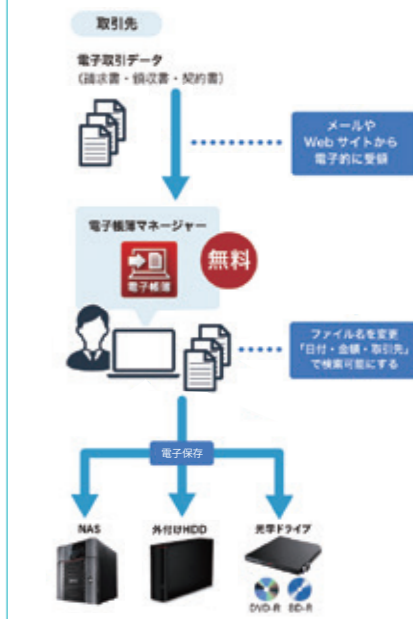 取引先
電子取引データ
（請求書・領収書・契約書）
メールや
Web サイトから
電子的に受領
電子帳簿マネージャー
電子帳簿
無料
ファイル名を変更
「日付・金額・取引先」
で検索可能にする
電子保存
NAS
外付けHDD
光学ドライブ
DVD-R
BD-R